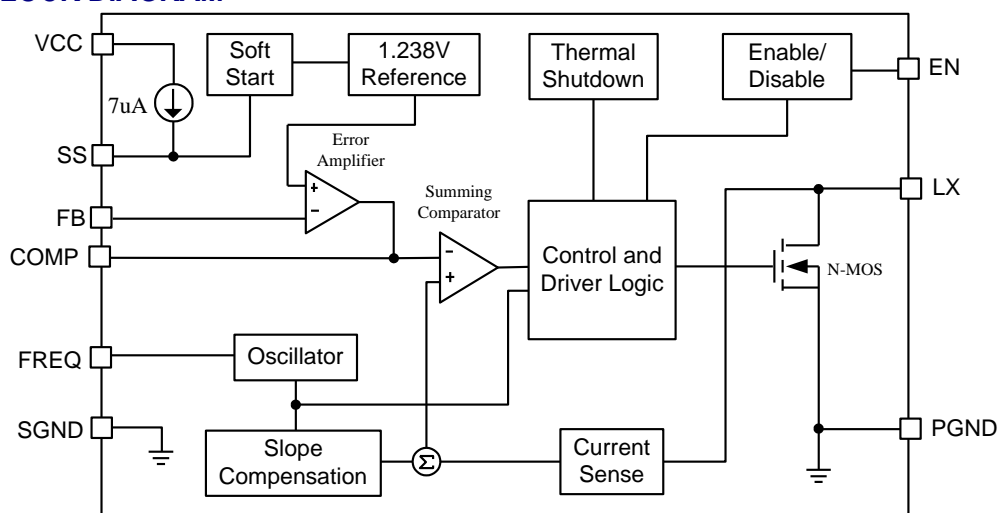 VCC
7uA
SS
FB
COMP
FREQ
SGND
Soft
Start
1.238V
Reference
Error
Amplifier
+
−
Summing
Comparator
−
+
Thermal
Shutdown
Enable/
Disable
Control and
Driver Logic
N-MOS
Oscillator
Slope
Compensation
Σ
Current
Sense
EN
LX
PGND